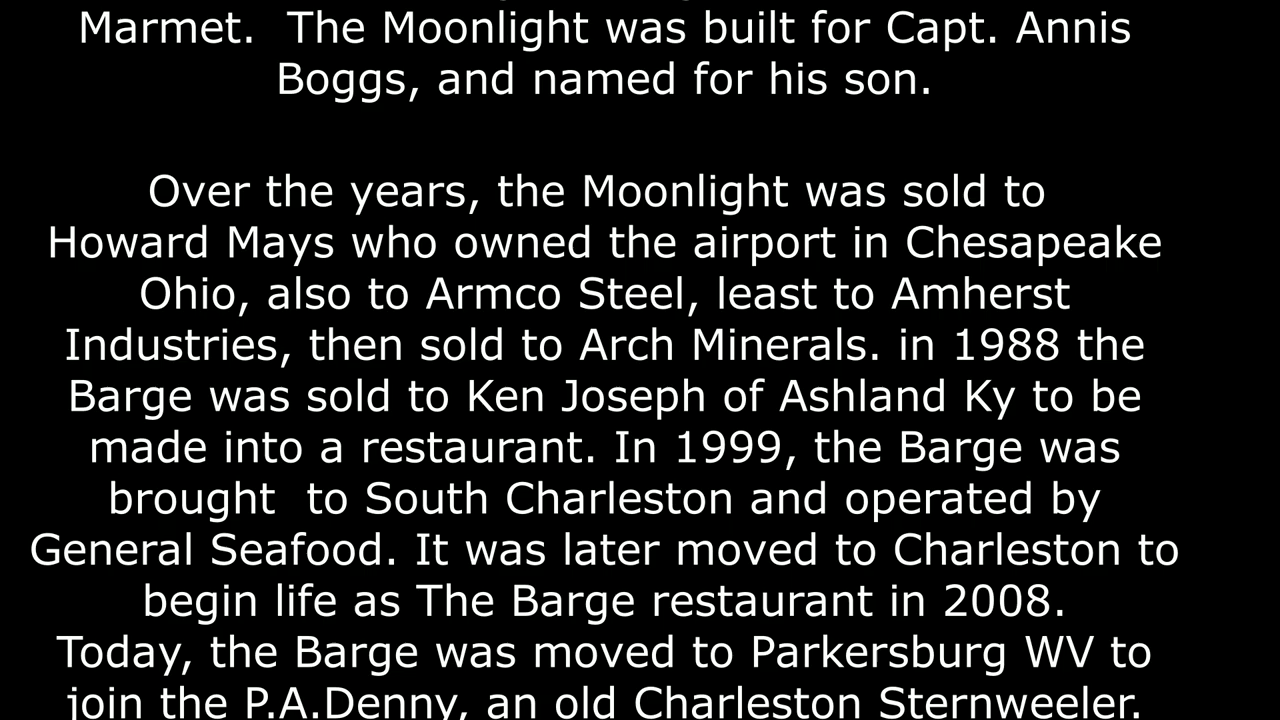 Marmet.  The Moonlight was built for Capt. Annis
Boggs, and named for his son.
Over the years, the Moonlight was sold to
Howard Mays who owned the airport in Chesapeake
Ohio, also to Armco Steel, least to Amherst
Industries, then sold to Arch Minerals. in 1988 the
Barge was sold to Ken Joseph of Ashland Ky to be
made into a restaurant. In 1999, the Barge was
brought  to South Charleston and operated by
General Seafood. It was later moved to Charleston to
begin life as The Barge restaurant in 2008.
Today, the Barge was moved to Parkersburg WV to
join the P.A.Denny, an old Charleston Sternweeler.